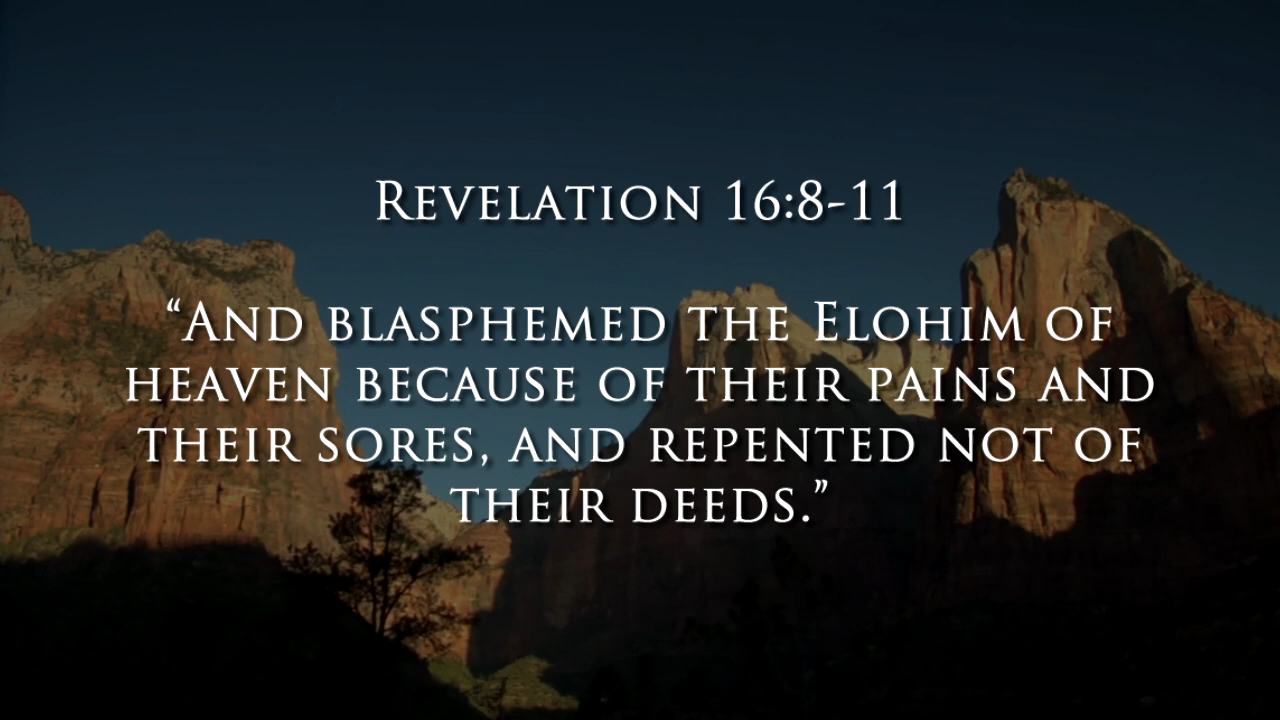 Revelation 16:8-11
“And blasphemed the Elohim of
heaven because of their pains and
their sores, and repented not of
their deeds.”